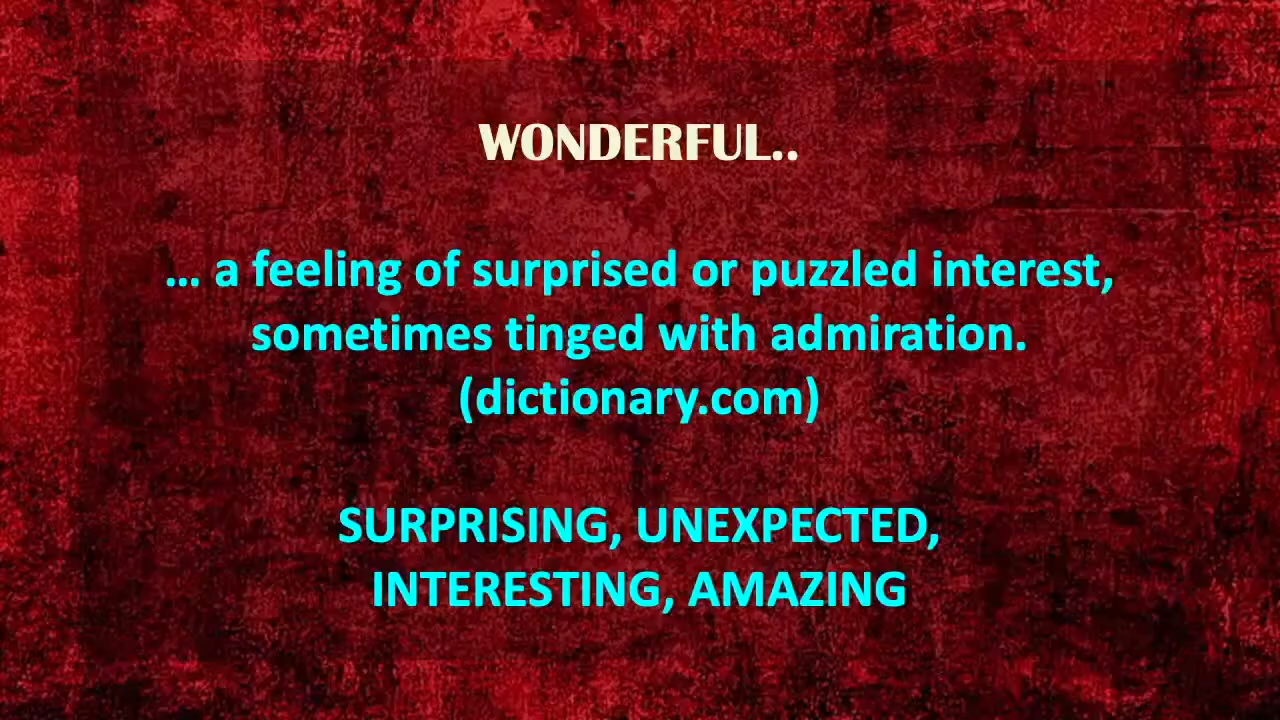 WONDERFUL..
... a feeling of surprised or puzzled interest,
sometimes tinged with admiration.
(dictionary.com)
SURPRISING, UNEXPECTED,
INTERESTING, AMAZING